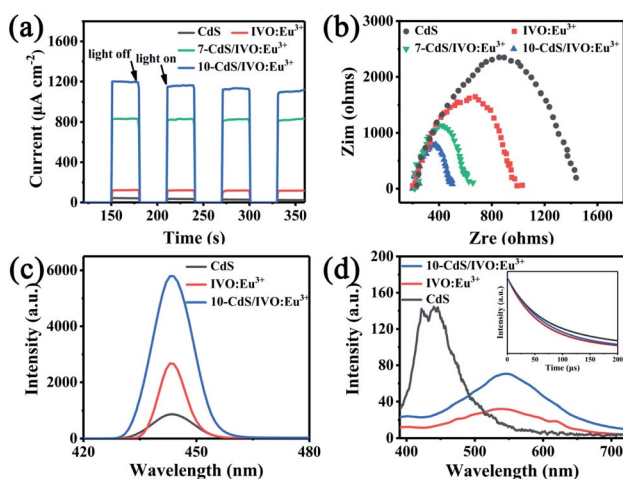 (a)
CdS
IVO:Eu³⁺
7-CdS/IVO:Eu³⁺
10-CdS/IVO:Eu³⁺
light off
light on
1600
1200
800
400
0
Current (μA cm⁻²)
150
200
250
300
350
Time (s)
(b)
CdS
IVO:Eu³⁺
7-CdS/IVO:Eu³⁺
10-CdS/IVO:Eu³⁺
3000
2000
1000
0
Zim (ohms)
400
800
1200
1600
Zre (ohms)
(c)
CdS
IVO:Eu³⁺
10-CdS/IVO:Eu³⁺
6000
4000
2000
0
Intensity (a.u.)
420
450
480
Wavelength (nm)
(d)
10-CdS/IVO:Eu³⁺
IVO:Eu³⁺
CdS
200
160
120
80
40
0
Intensity (a.u.)
400
500
600
700
Wavelength (nm)
Intensity (a.u.)
0
50
100
150
200
Time (μs)